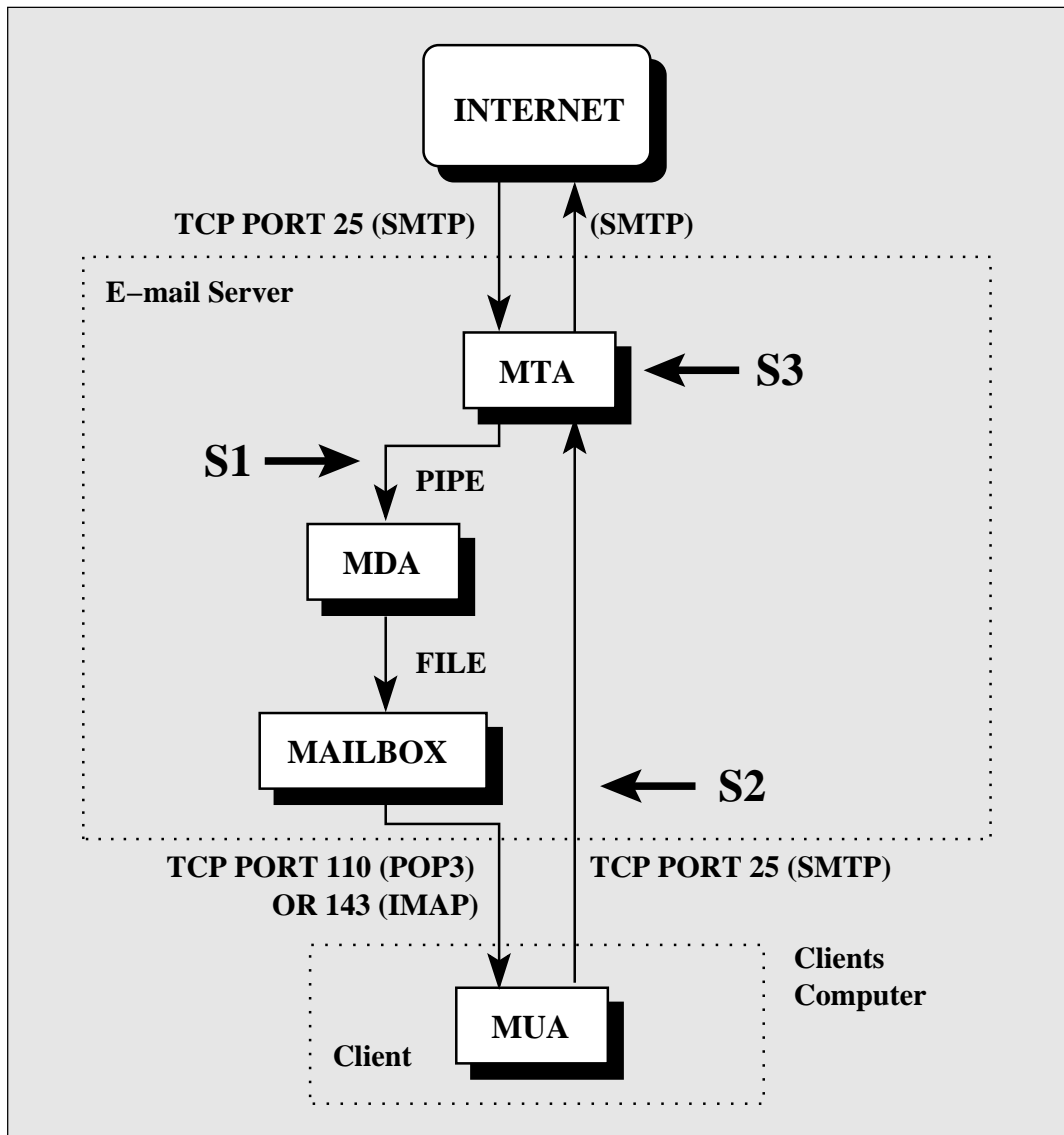 INTERNET
TCP PORT 25 (SMTP)
(SMTP)
E–mail Server
MTA
S3
S1
PIPE
MDA
FILE
MAILBOX
S2
TCP PORT 110 (POP3)
OR 143 (IMAP)
TCP PORT 25 (SMTP)
Clients
Computer
MUA
Client